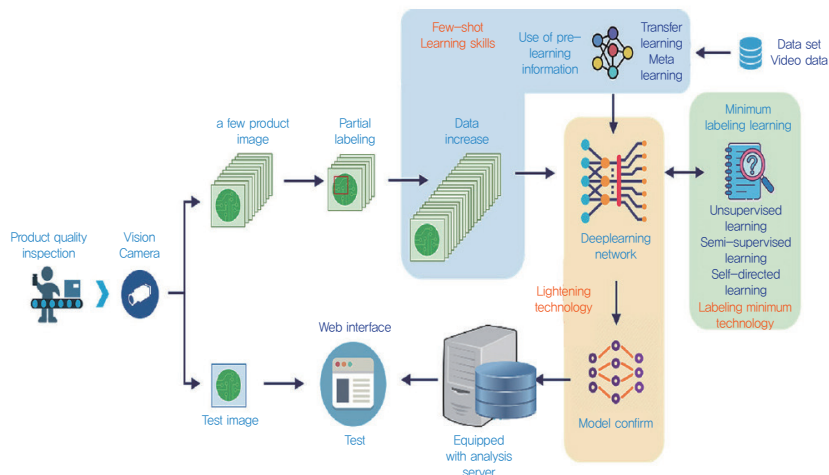 Few-shot
Learning skills
Use of pre-
learning
information
Transfer
learning
Meta
learning
Data set
Video data
a few product
image
Partial
labeling
Data
increase
Minimum
labeling learning
Unsupervised
learning
Semi-supervised
learning
Self-directed
learning
Labeling minimum
technology
Deeplearning
network
Product quality
inspection
Vision
Camera
Lightening
technology
Web interface
Test image
Test
Equipped
with analysis
server
Model confirm